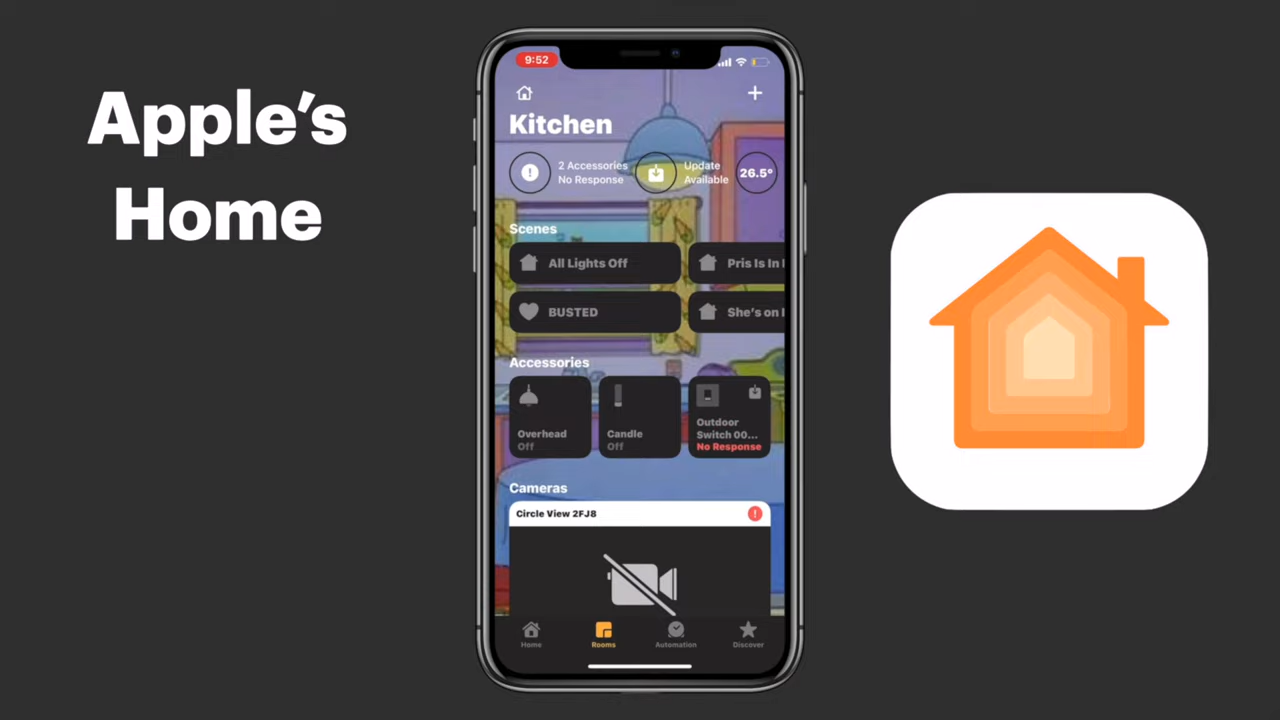 Apple's
Home
9:52
Kitchen
2 Accessories
No Response
Update
Available
26.5°
Scenes
All Lights Off
Pris Is In
BUSTED
She's on
Accessories
Overhead
Off
Candle
Off
Outdoor
Switch 00...
No Response
Cameras
Circle View 2FJ8
Home
Rooms
Automation
Discover